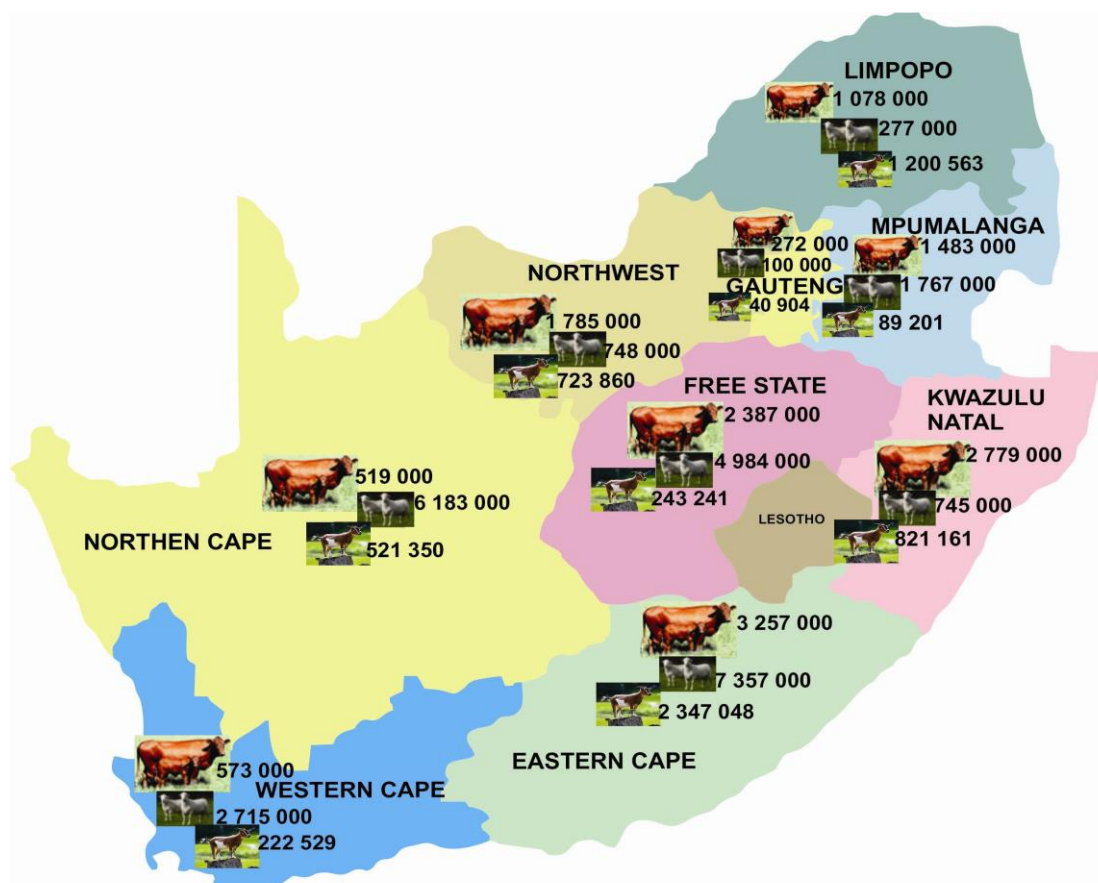 LIMPOPO
1 078 000
277 000
1 200 563
MPUMALANGA
1 483 000
1 767 000
89 201
272 000
100 000
GAUTENG
40 904
NORTHWEST
1 785 000
748 000
723 860
FREE STATE
2 387 000
4 984 000
243 241
KWAZULU
NATAL
2 779 000
745 000
821 161
LESOTHO
519 000
6 183 000
NORTHEN CAPE
521 350
3 257 000
7 357 000
2 347 048
EASTERN CAPE
573 000
WESTERN CAPE
2 715 000
222 529